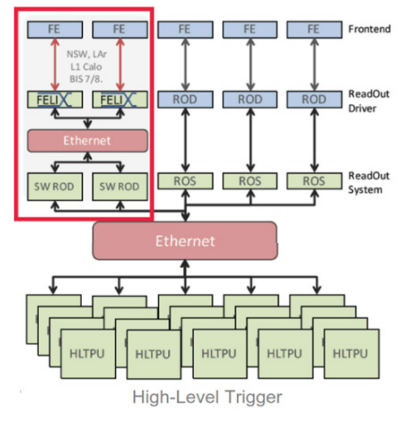 FE FE FE FE FE Frontend
NSW, LAr
L1 Calo
BIS 7/8.
FELIX FELIX ROD ROD ROD ReadOut
Driver
Ethernet
SW ROD SW ROD ROS ROS ROS ReadOut
System
Ethernet
HLTPU HLTPU HLTPU HLTPU HLTPU
High-Level Trigger